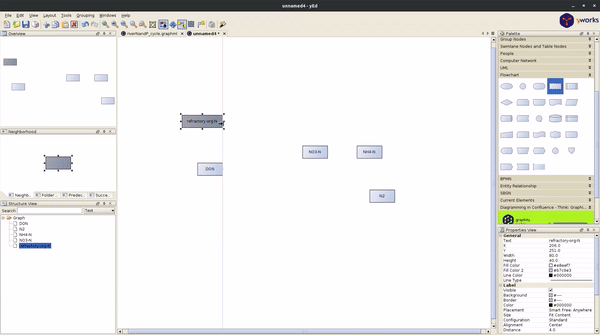 unnamed4 - yEd
File Edit View Layout Tools Grouping Windows Help
yworks
Overview
riverbandP_cycle.graphml
unnamed4 *
Palette
Group Nodes
Swimlane Nodes and Table Nodes
People
Computer Network
UML
Flowchart
refractory-org-N
NO3-N
NH4-N
DON
N2
Neighborhood
Neighb...
Folder...
Predec...
Succe...
Structure View
Search:
Text
Graph
DON
N2
NH4-N
NO3-N
refractory-org-N
BPMN
Entity Relationship
SBGN
Current Elements
Diagramming in Confluence - Think: Graphi...
graphity
Properties View
General
Text refractory-org-N
X 206.0
Y 251.0
Width 80.0
Height 40.0
Fill Color
Fill Color 2 #b7c9e3
Line Color #000000
Line Type
Label
Visible
Background
Border
Color #000000
Placement Smart Free: Anywhere
Size Fit Content
Configuration Standard
Alignment Center
Distance 4.0